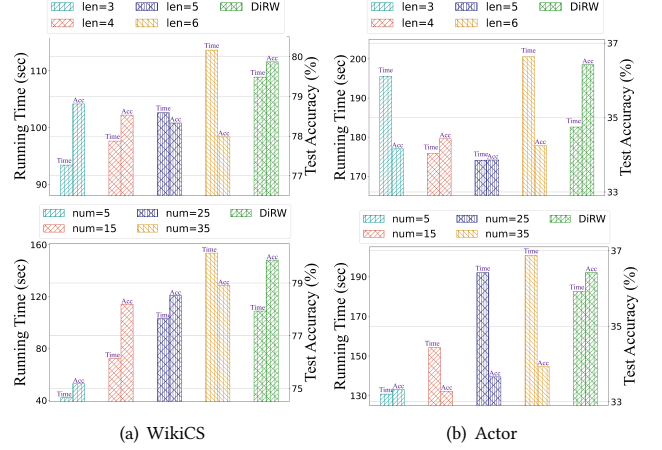 len=3 len=5 DiRW
len=4 len=6
Running Time (sec)
110
100
90
Time Acc Time Acc Time Acc Time Acc Time Acc
80
79
78
77
Test Accuracy (%)
len=3 len=5 DiRW
len=4 len=6
Running Time (sec)
200
190
180
170
Time Acc Time Acc Time Acc Time Acc Time Acc
37
35
33
Test Accuracy (%)
num=5 num=25 DiRW
num=15 num=35
Running Time (sec)
160
120
80
40
Time Acc Time Acc Time Acc Time Acc Time Acc
79
77
75
Test Accuracy (%)
num=5 num=25 DiRW
num=15 num=35
Running Time (sec)
190
170
150
130
Time Acc Time Acc Time Acc Time Acc Time Acc
37
35
33
Test Accuracy (%)
(a) WikiCS
(b) Actor